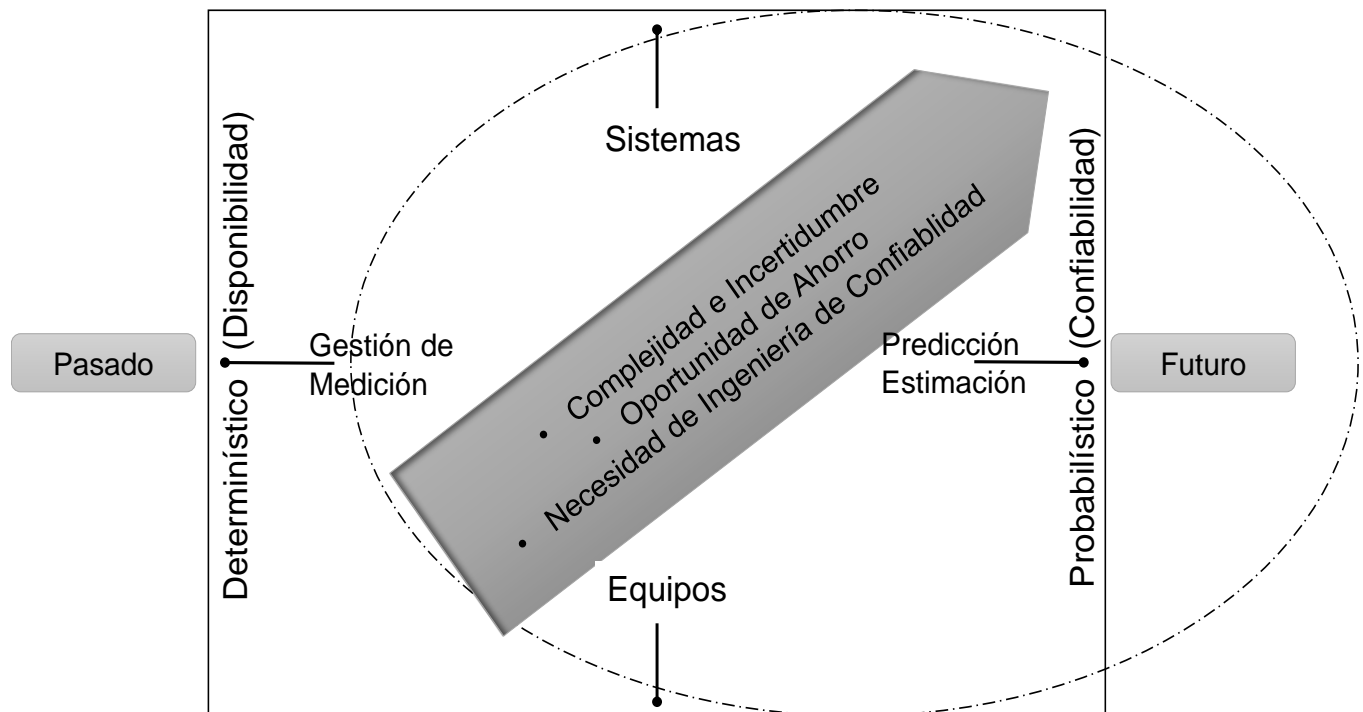 Sistemas
Pasado
Determinístico (Disponibilidad)
Gestión de
Medición
• Complejidad e Incertidumbre
• Oportunidad de Ahorro
• Necesidad de Ingeniería de Confiablidad
Predicción
Estimación
Probabilístico (Confiabilidad)
Futuro
Equipos